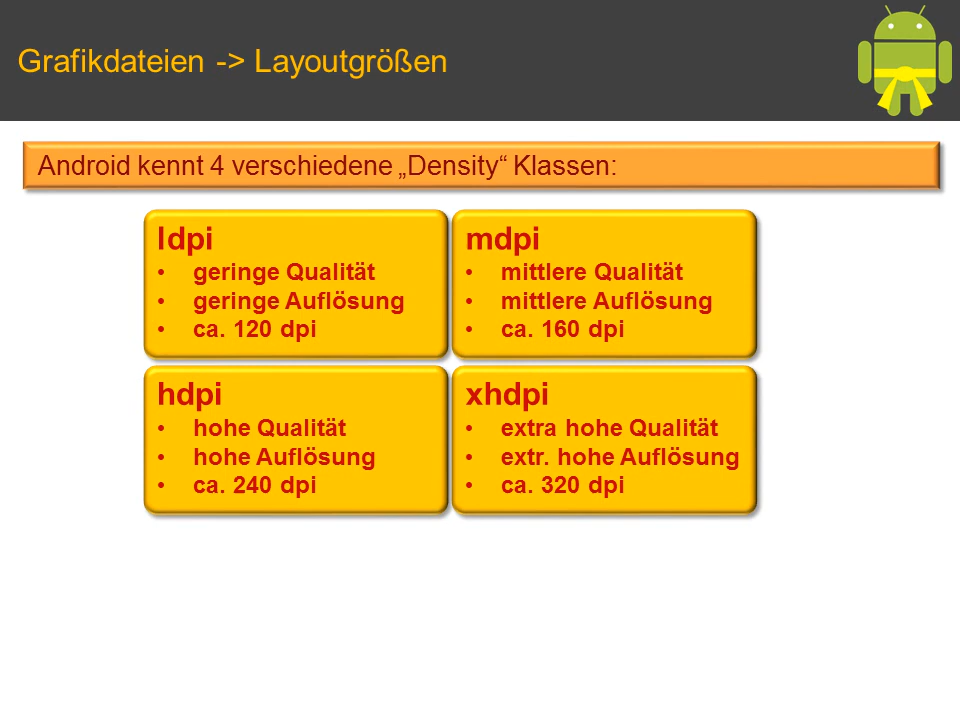 Grafikdateien -> Layoutgrößen
Android kennt 4 verschiedene „Density“ Klassen:
ldpi
• geringe Qualität
• geringe Auflösung
• ca. 120 dpi
mdpi
• mittlere Qualität
• mittlere Auflösung
• ca. 160 dpi
hdpi
• hohe Qualität
• hohe Auflösung
• ca. 240 dpi
xhdpi
• extra hohe Qualität
• extr. hohe Auflösung
• ca. 320 dpi